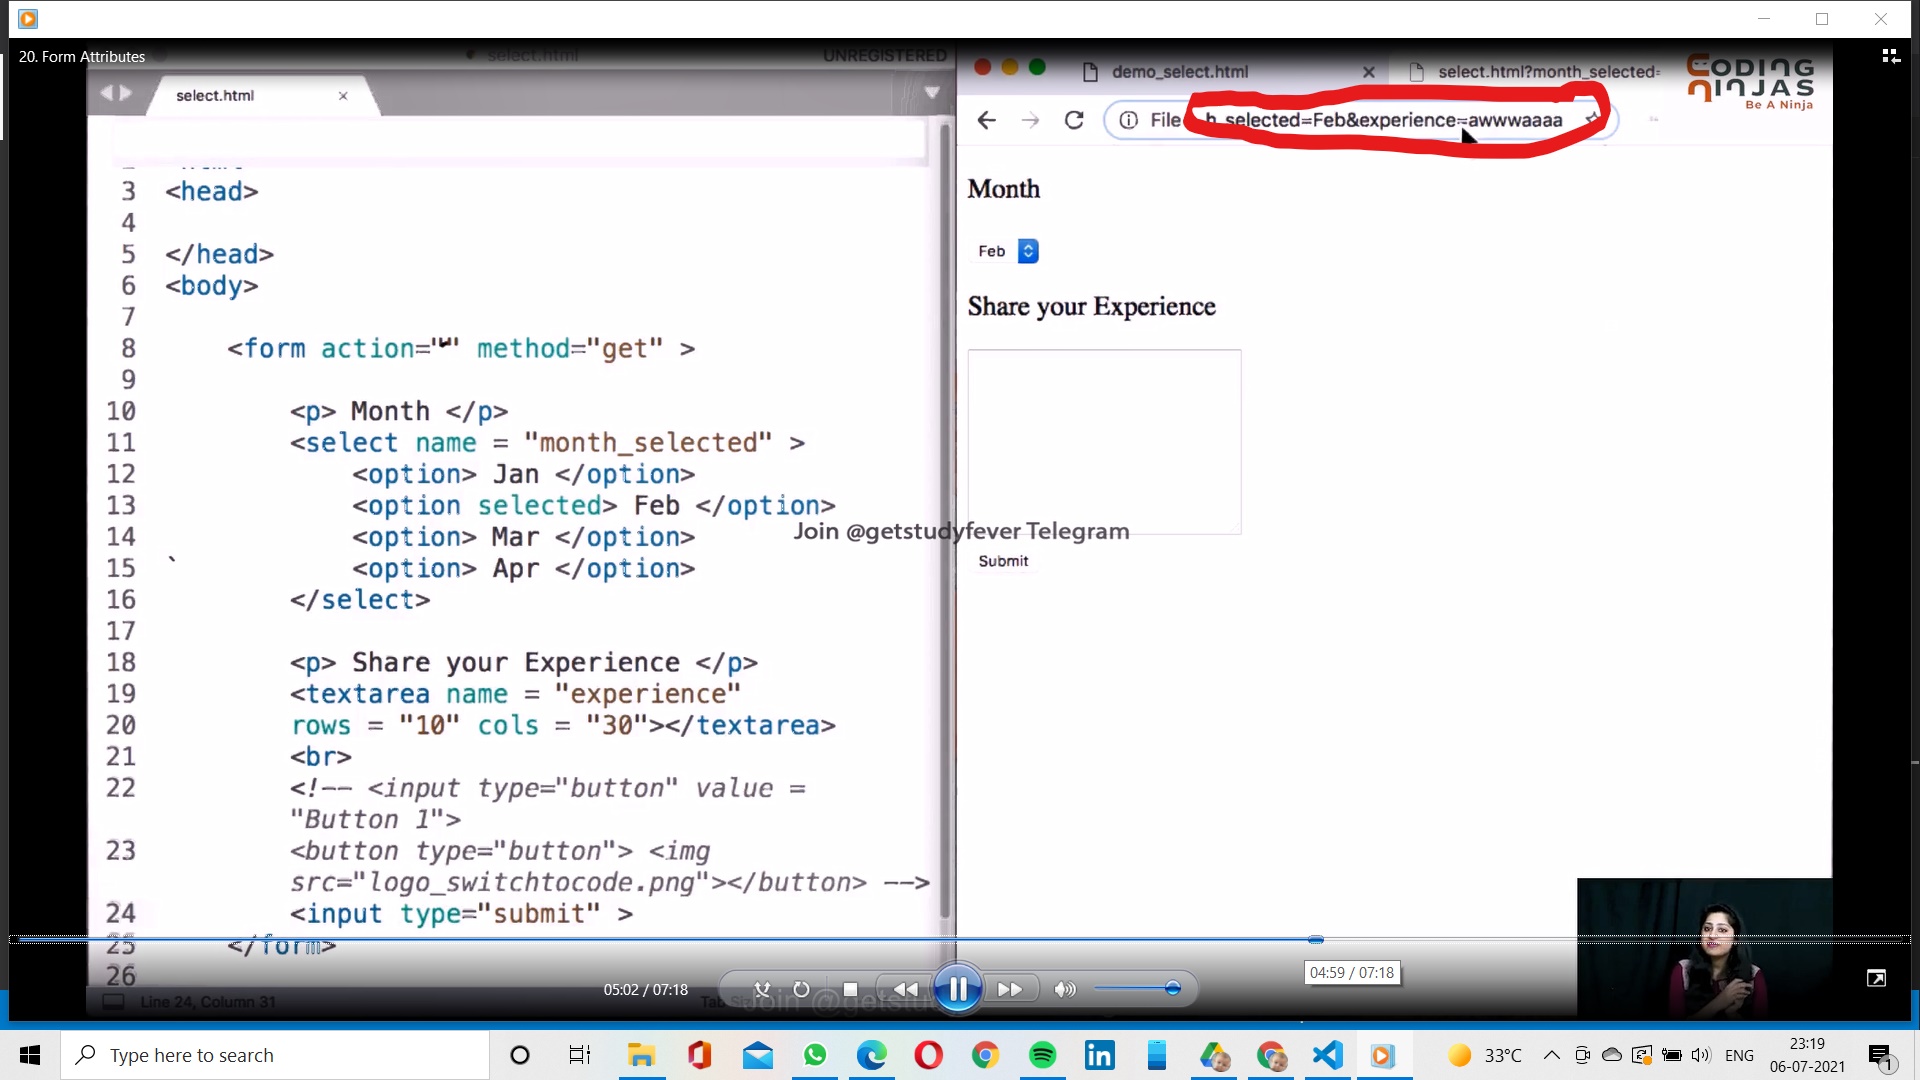 20. Form Attributes
select.html
UNREGISTERED
select.html
3 <head>
4
5 </head>
6 <body>
7
8 <form action="" method="get" >
9
10 <p> Month </p>
11 <select name = "month_selected" >
12 <option> Jan </option>
13 <option selected> Feb </option>
14 <option> Mar </option>
15 ` <option> Apr </option>
16 </select>
17
18 <p> Share your Experience </p>
19 <textarea name = "experience"
20 rows = "10" cols = "30"></textarea>
21 <br>
22 <!-- <input type="button" value =
"Button 1">
23 <button type="button"> <img
src="logo_switchtocode.png"></button> -->
24 <input type="submit" >
25 </form>
26
Line 24, Column 31
demo_select.html
select.html?month_selected=
CODING
NINJAS
Be A Ninja
File h_selected=Feb&experience=awwwaaaa
Month
Feb
Share your Experience
Submit
Join @getstudyfever Telegram
04:59 / 07:18
05:02 / 07:18
Type here to search
33°C
ENG
23:19
06-07-2021
1